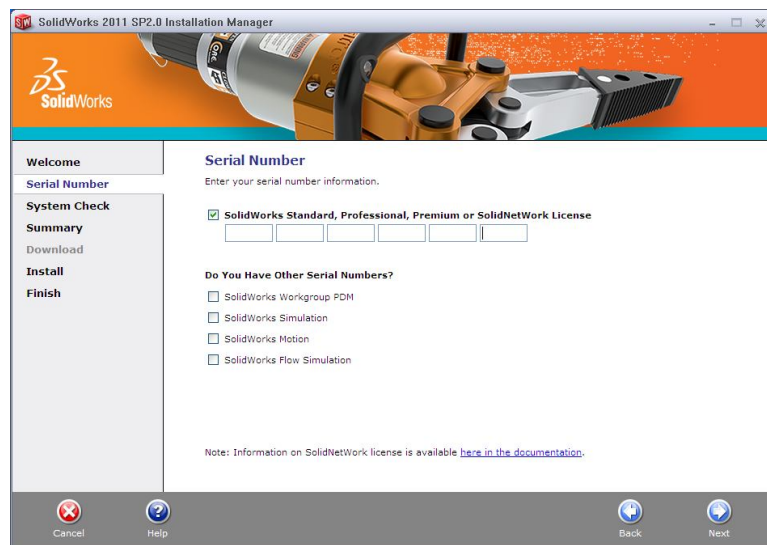 SolidWorks 2011 SP2.0 Installation Manager
SolidWorks
Welcome
Serial Number
System Check
Summary
Download
Install
Finish
Serial Number
Enter your serial number information.
SolidWorks Standard, Professional, Premium or SolidNetWork License
Do You Have Other Serial Numbers?
SolidWorks Workgroup PDM
SolidWorks Simulation
SolidWorks Motion
SolidWorks Flow Simulation
Note: Information on SolidNetWork license is available here in the documentation.
Cancel
Help
Back
Next